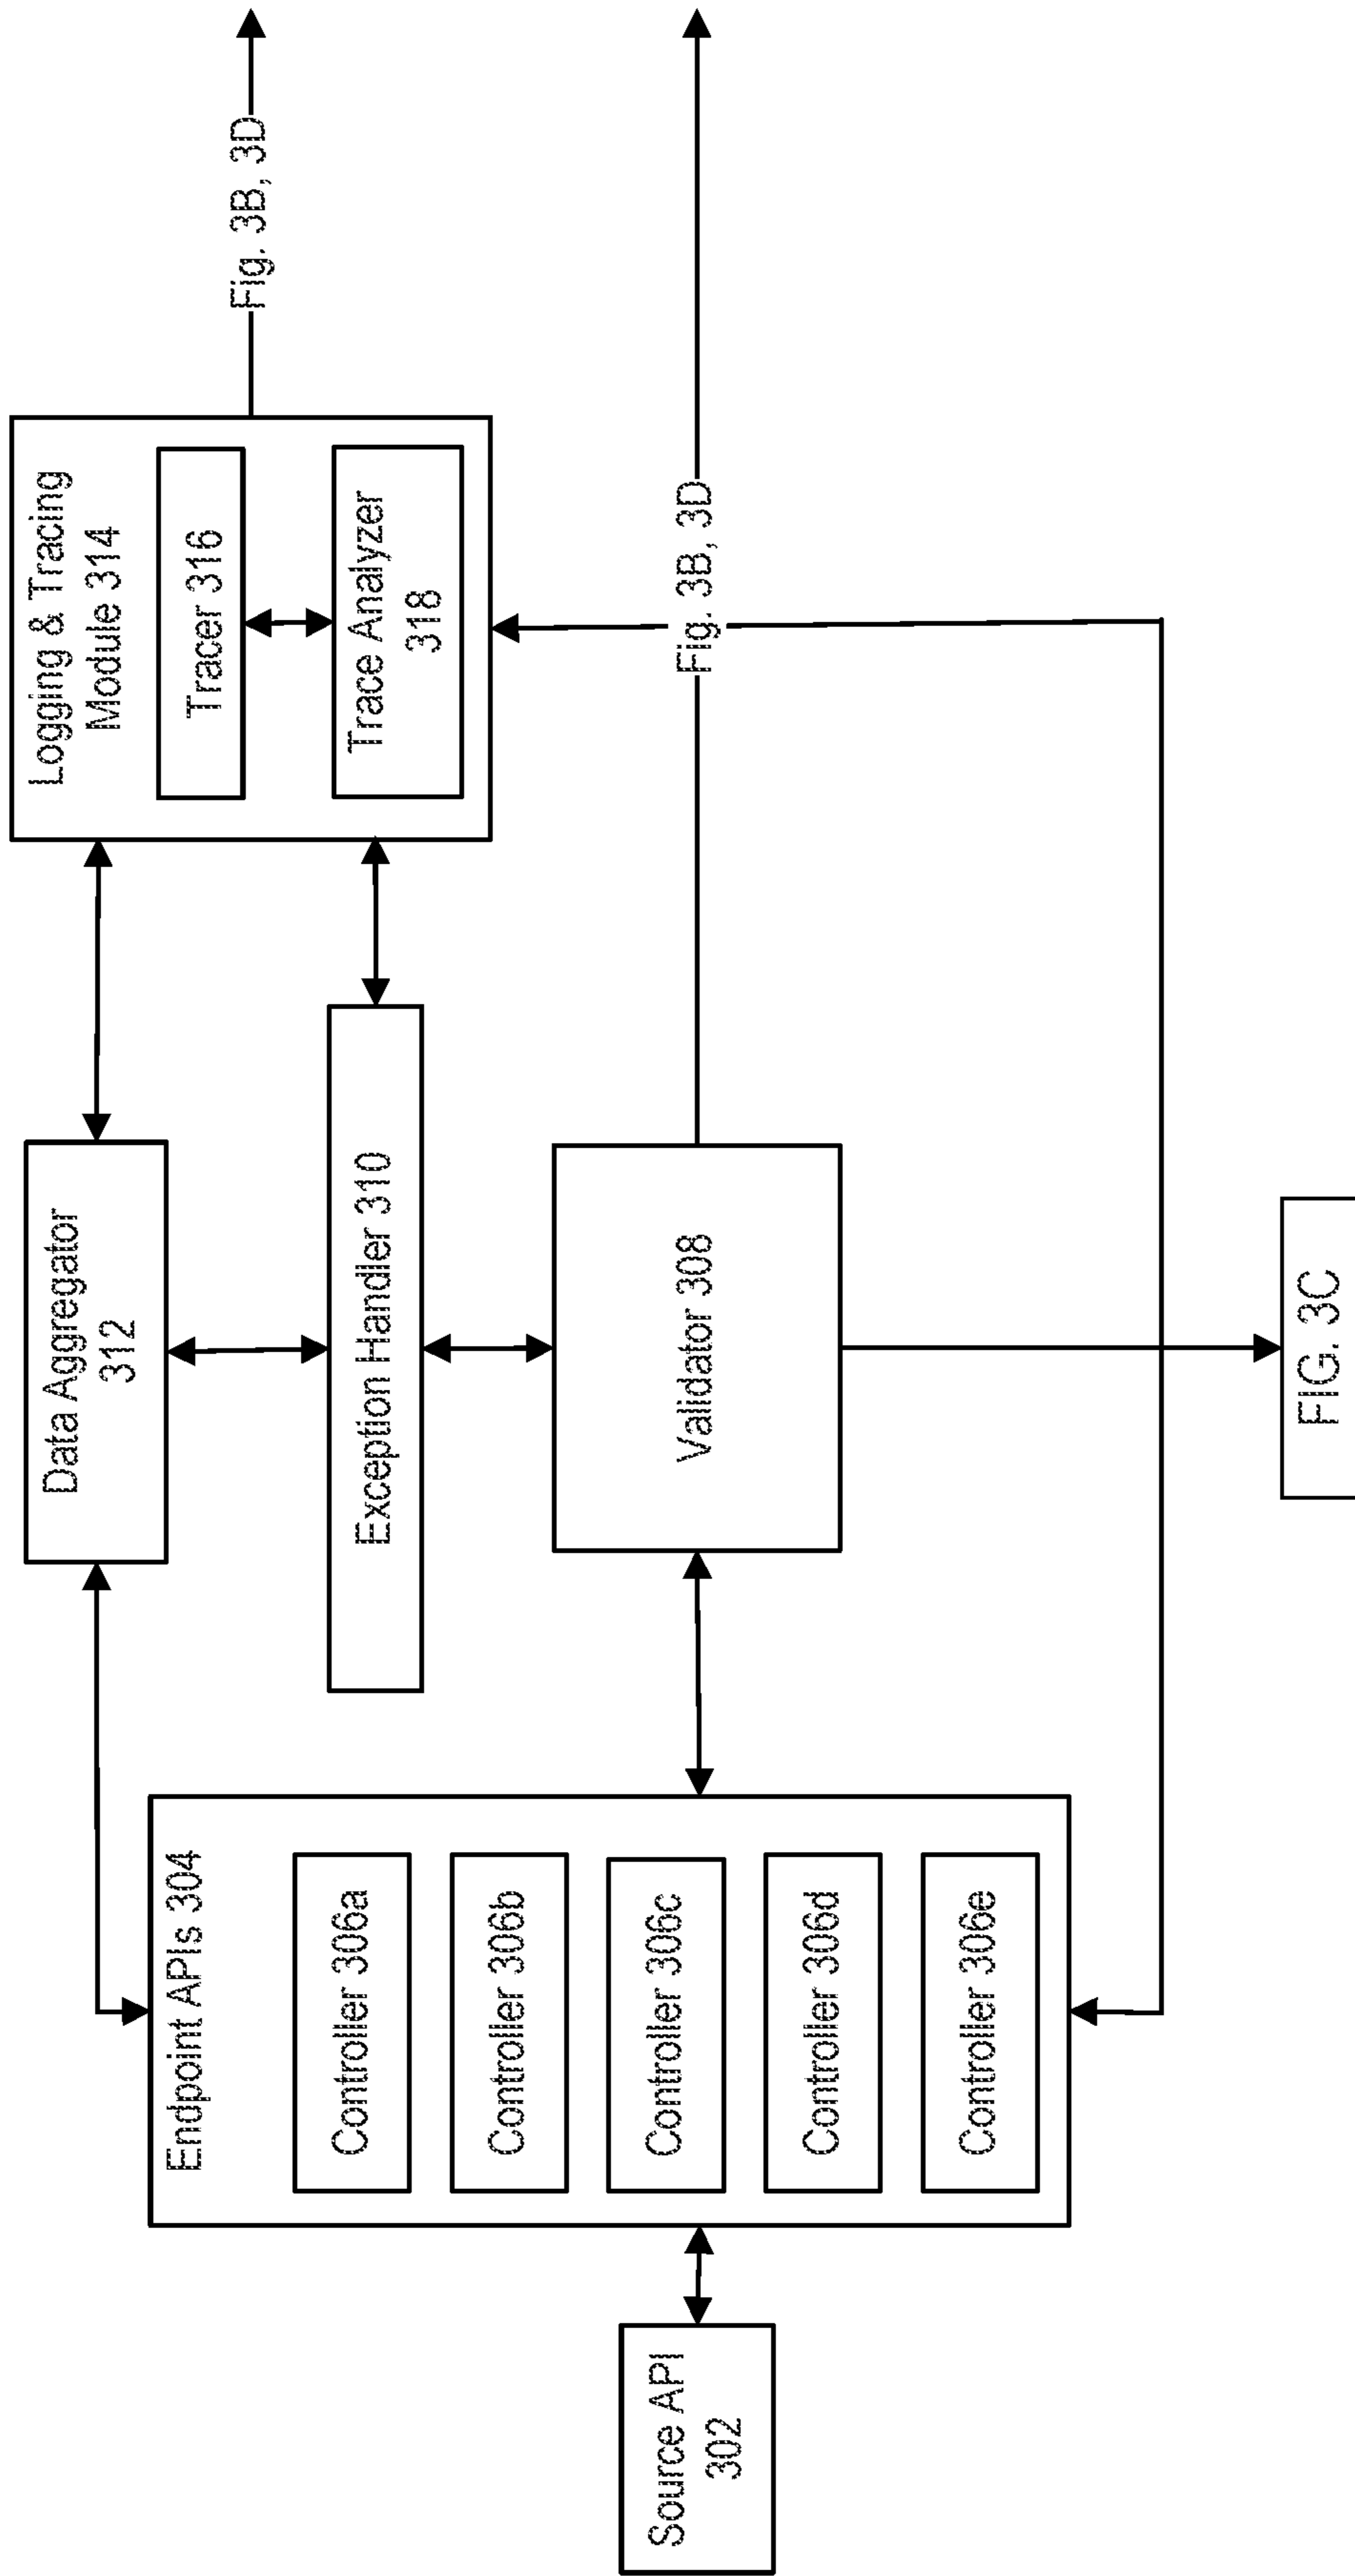 Source API
302
Endpoint APIs 304
Controller 306a
Controller 306b
Controller 306c
Controller 306d
Controller 306e
Data Aggregator
312
Exception Handler 310
Validator 308
Logging & Tracing
Module 314
Tracer 316
Trace Analyzer
318
Fig. 3B, 3D
Fig. 3B, 3D
FIG. 3C